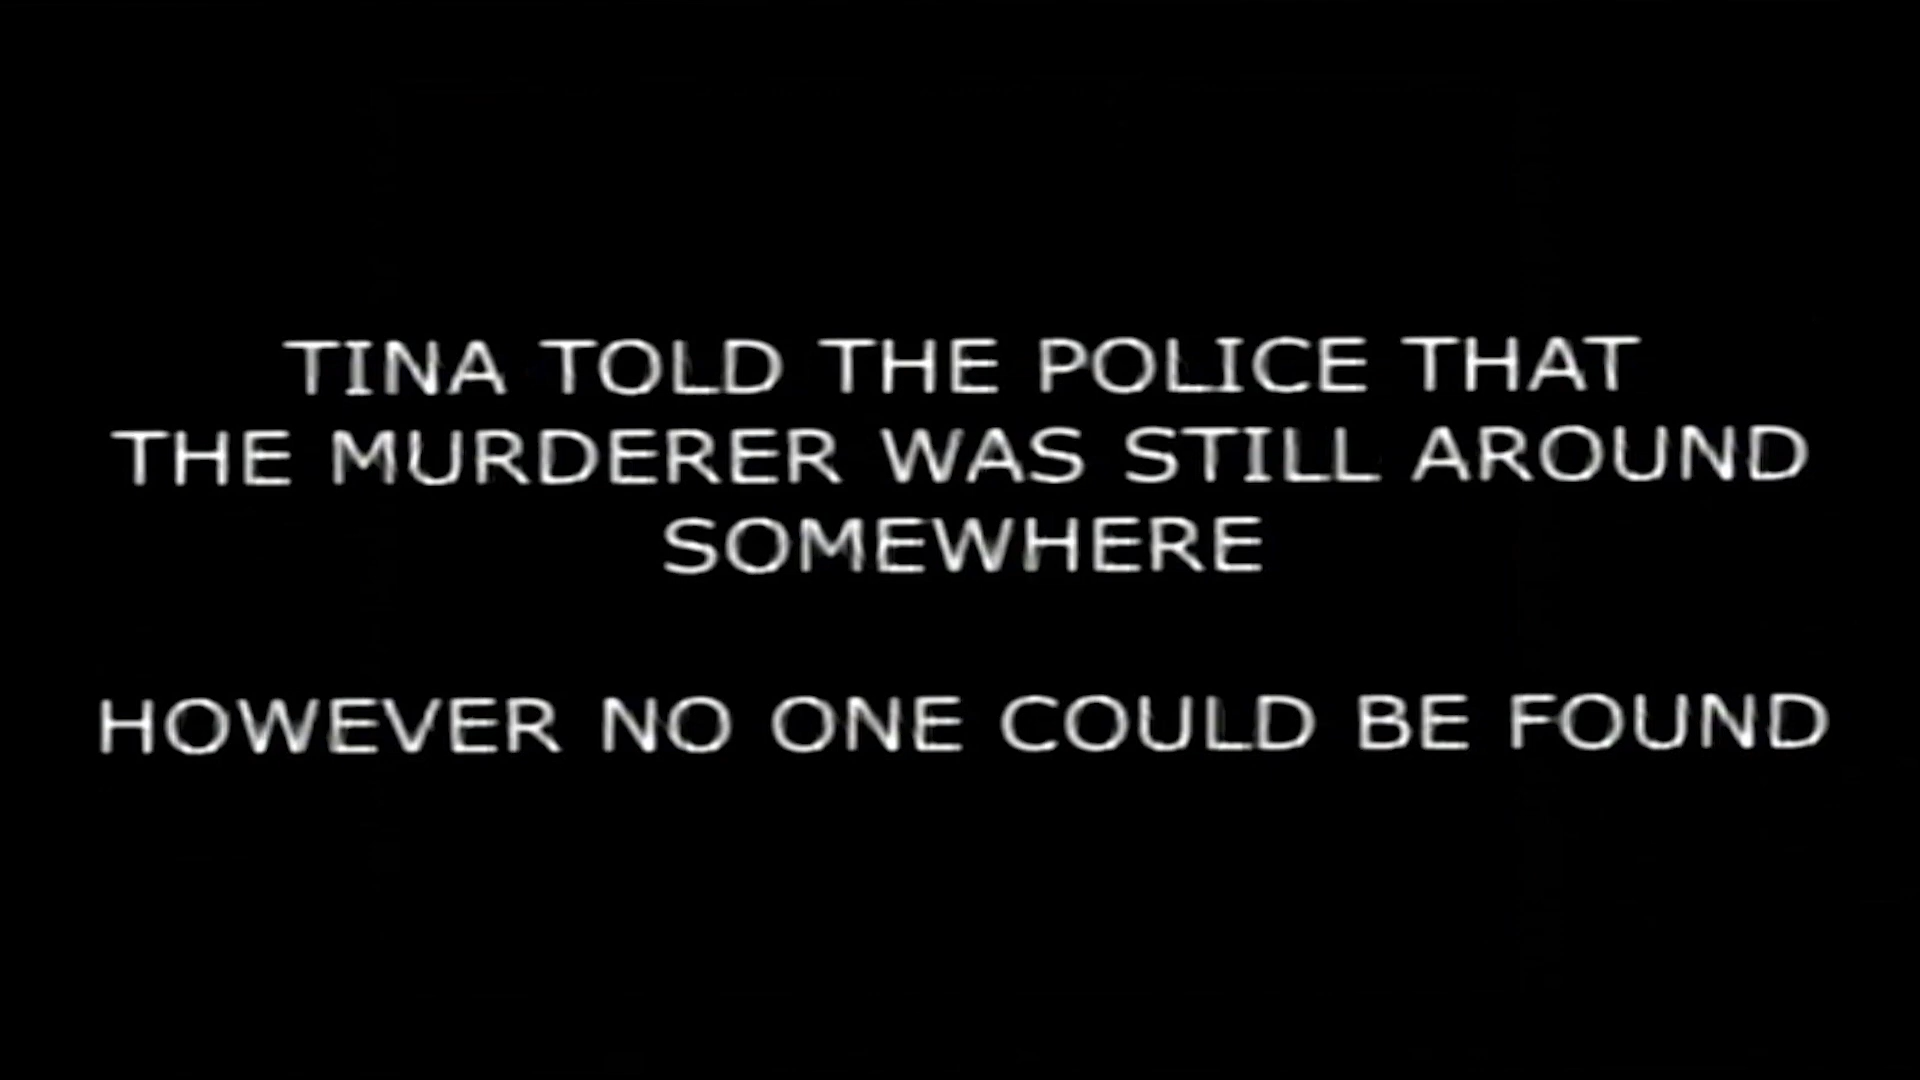 TINA TOLD THE POLICE THAT
THE MURDERER WAS STILL AROUND
SOMEWHERE
HOWEVER NO ONE COULD BE FOUND